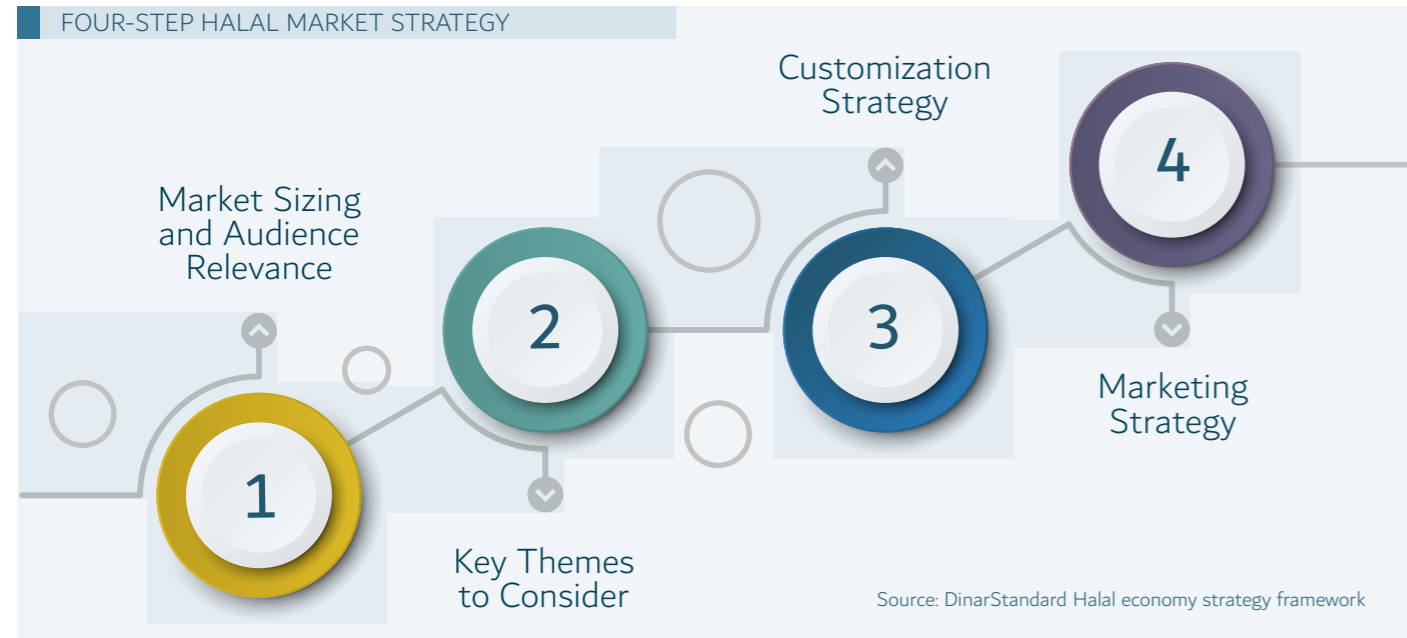 FOUR-STEP HALAL MARKET STRATEGY
1
Market Sizing
and Audience
Relevance
2
Key Themes
to Consider
3
Customization
Strategy
4
Marketing
Strategy
Source: DinarStandard Halal economy strategy framework